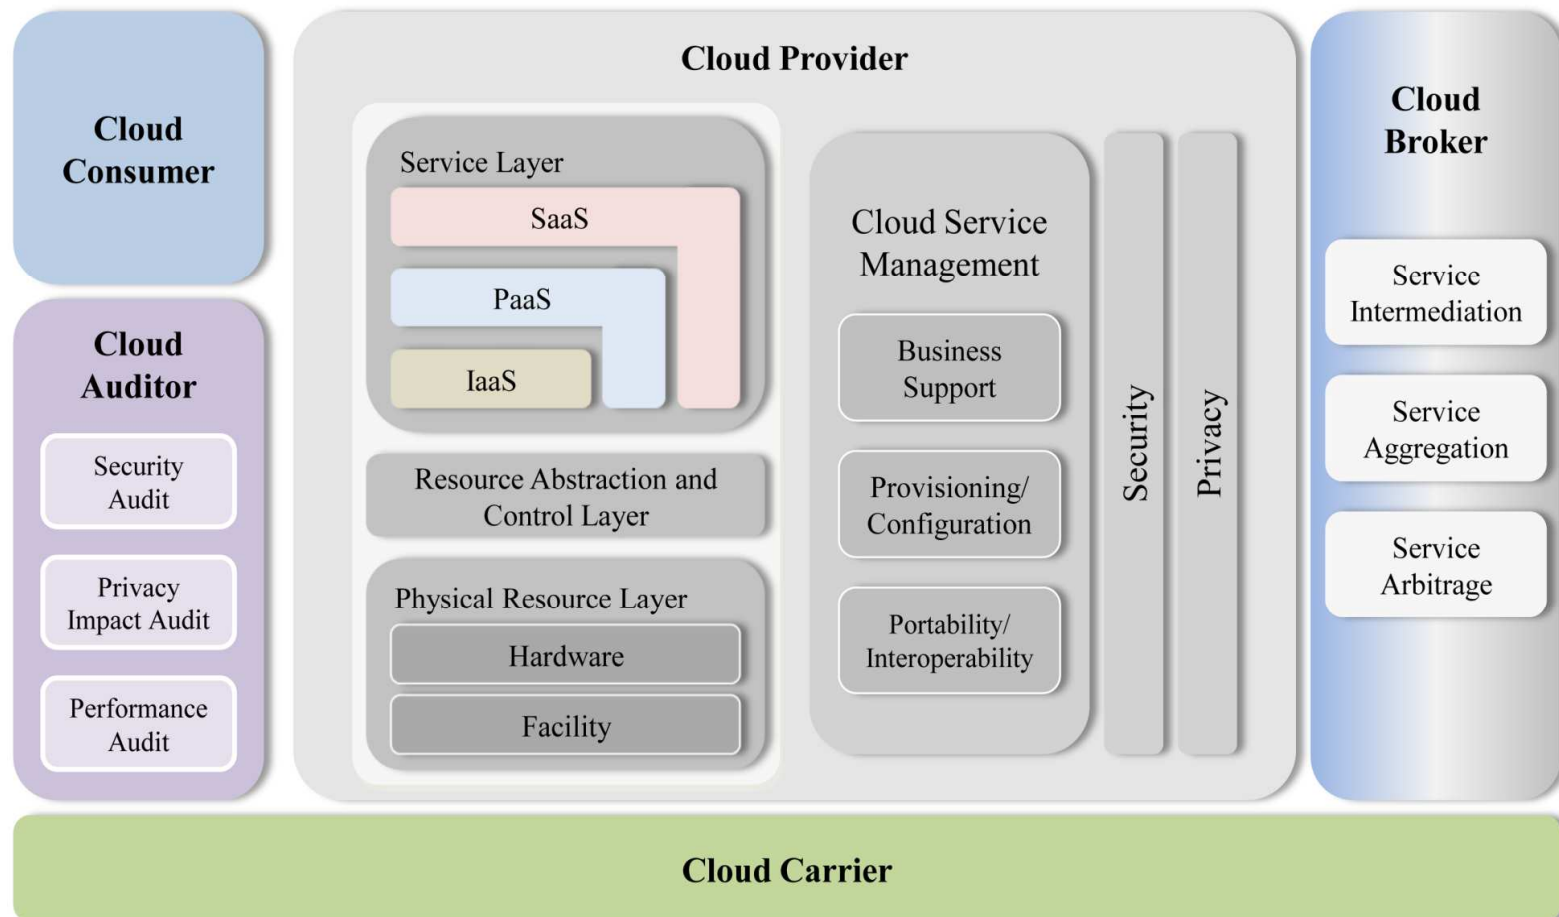 Cloud
Consumer
Cloud
Auditor
Security
Audit
Privacy
Impact Audit
Performance
Audit
Cloud Provider
Service Layer
SaaS
PaaS
IaaS
Resource Abstraction and
Control Layer
Physical Resource Layer
Hardware
Facility
Cloud Service
Management
Business
Support
Provisioning/
Configuration
Portability/
Interoperability
Security
Privacy
Cloud
Broker
Service
Intermediation
Service
Aggregation
Service
Arbitrage
Cloud Carrier